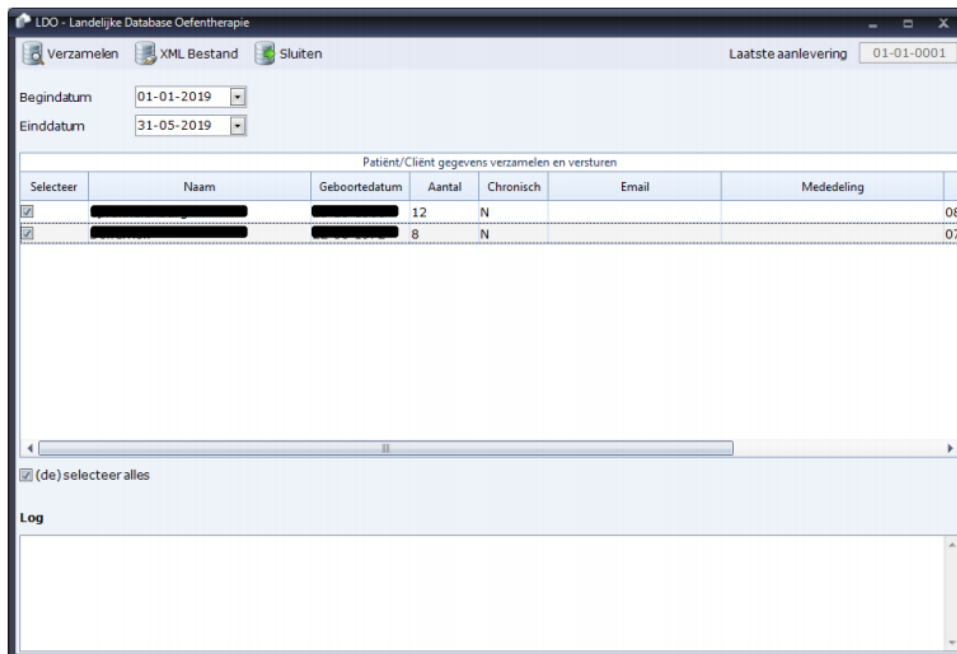 LDO - Landelijke Database Oefentherapie
Verzamelen XML Bestand Sluiten Laatste aanlevering 01-01-0001
Begindatum 01-01-2019
Einddatum 31-05-2019
Patiënt/Cliënt gegevens verzamelen en versturen
Selecteer Naam Geboortedatum Aantal Chronisch Email Mededeling
12 N 08
8 N 07
(de)selecteer alles
Log